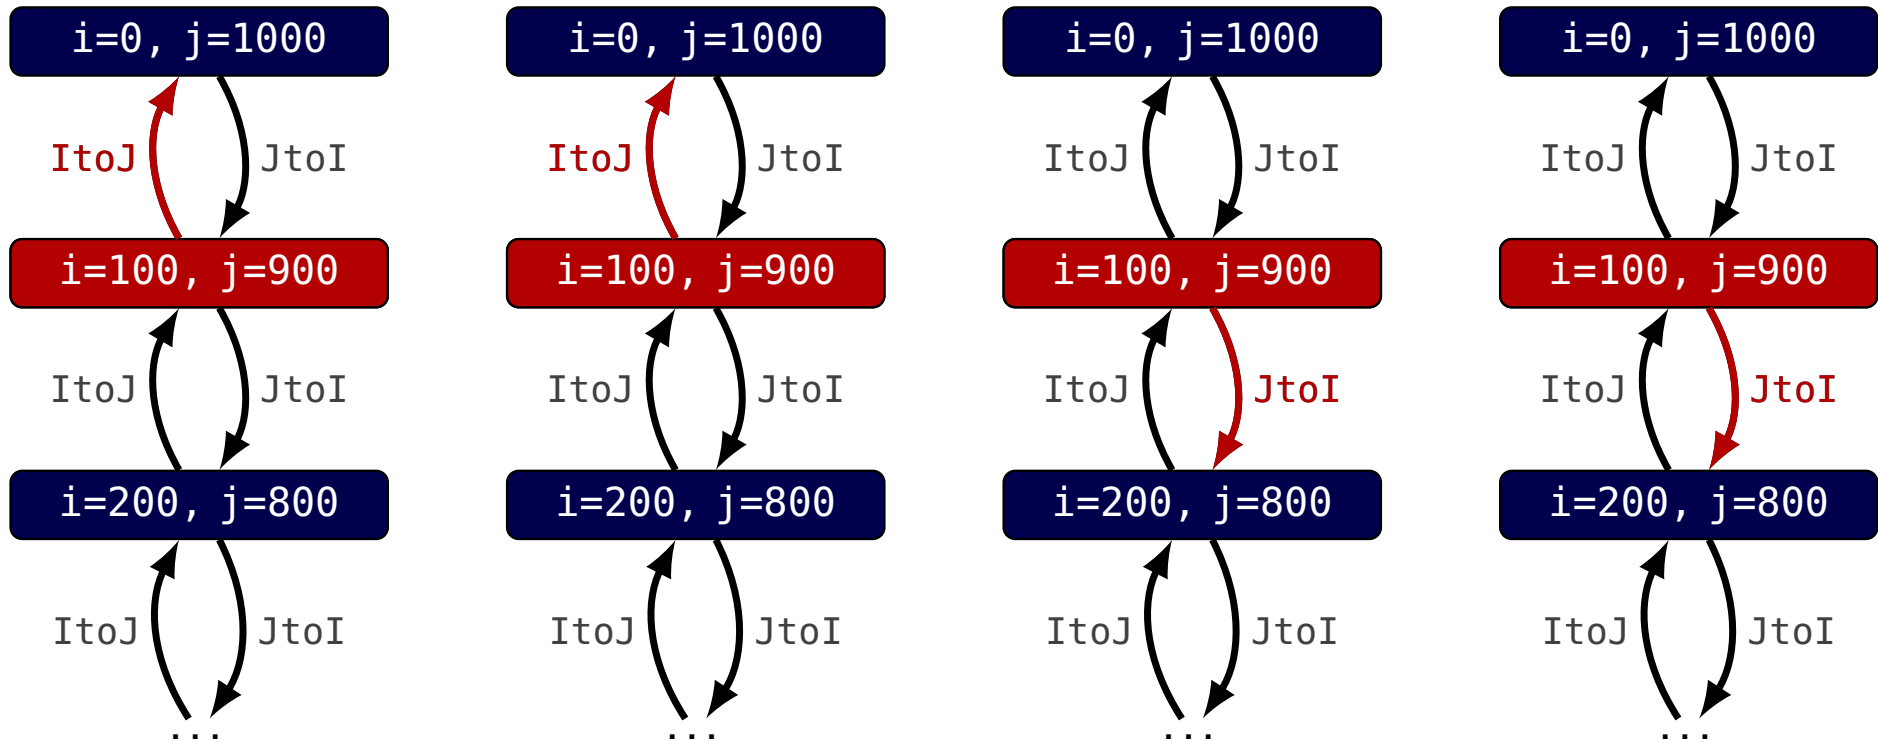 i=0, j=1000
ItoJ JtoI
i=100, j=900
ItoJ JtoI
i=200, j=800
ItoJ JtoI
...
i=0, j=1000
ItoJ JtoI
i=100, j=900
ItoJ JtoI
i=200, j=800
ItoJ JtoI
...
i=0, j=1000
ItoJ JtoI
i=100, j=900
ItoJ JtoI
i=200, j=800
ItoJ JtoI
...
i=0, j=1000
ItoJ JtoI
i=100, j=900
ItoJ JtoI
i=200, j=800
ItoJ JtoI
...